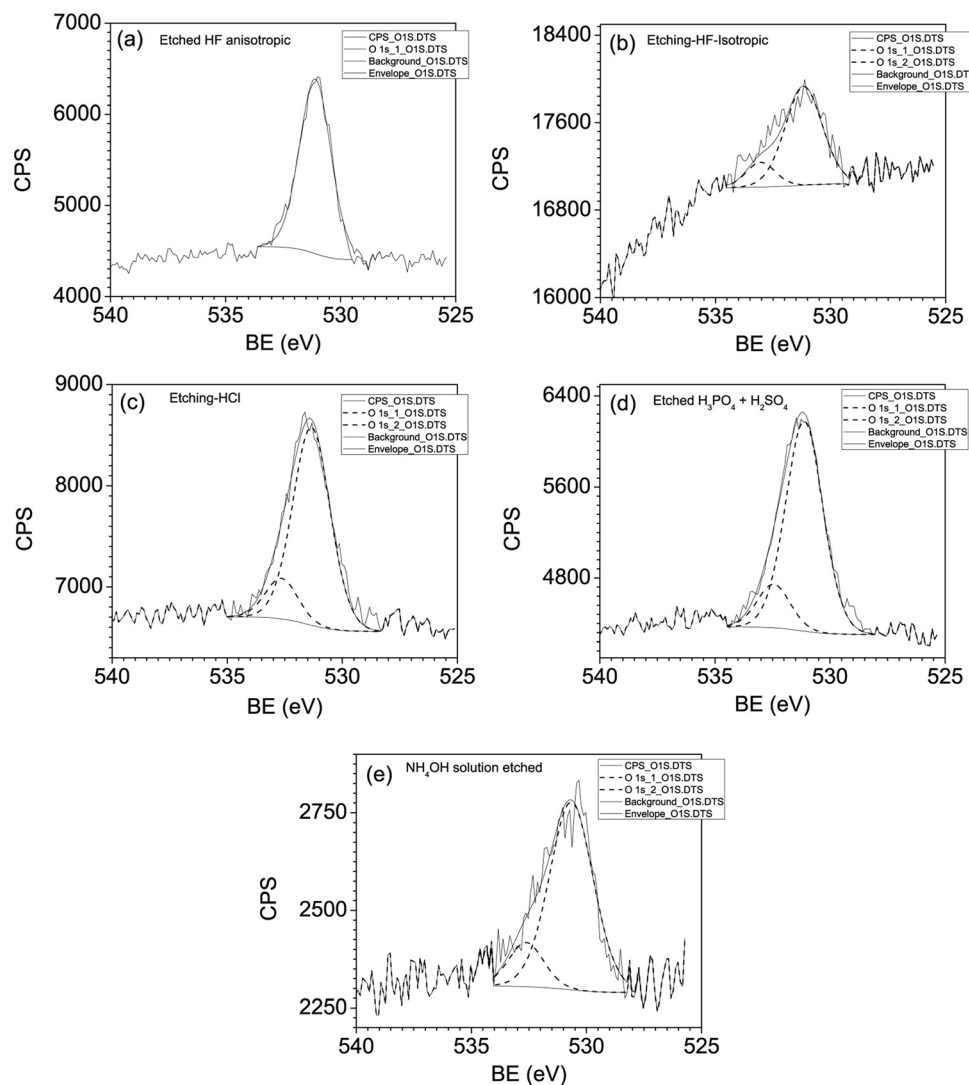 (a)
Etched HF anisotropic
CPS_O1S.DTS
O 1s_1_O1S.DTS
Background_O1S.DTS
Envelope_O1S.DTS
7000
6000
5000
4000
CPS
540
535
530
525
BE (eV)
(b)
Etching-HF-Isotropic
CPS_O1S.DTS
O 1s_1_O1S.DTS
O 1s_2_O1S.DTS
Background_O1S.DT
Envelope_O1S.DTS
18400
17600
16800
16000
CPS
540
535
530
525
BE (eV)
(c)
Etching-HCl
CPS_O1S.DTS
O 1s_1_O1S.DTS
O 1s_2_O1S.DTS
Background_O1S.DTS
Envelope_O1S.DTS
9000
8000
7000
CPS
540
535
530
525
BE (eV)
(d)
Etched H₃PO₄ + H₂SO₄
CPS_O1S.DTS
O 1s_1_O1S.DTS
O 1s_2_O1S.DTS
Background_O1S.DTS
Envelope_O1S.DTS
6400
5600
4800
CPS
540
535
530
525
BE (eV)
(e)
NH₄OH solution etched
CPS_O1S.DTS
O 1s_1_O1S.DTS
O 1s_2_O1S.DTS
Background_O1S.DTS
Envelope_O1S.DTS
2750
2500
2250
CPS
540
535
530
525
BE (eV)